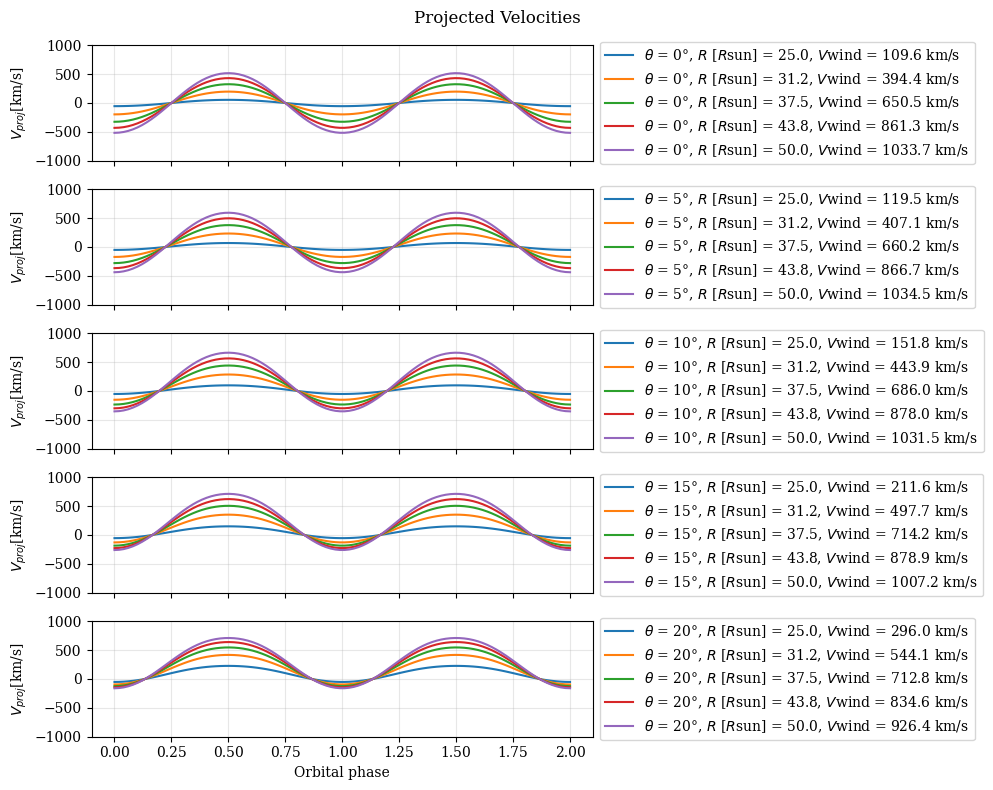 Projected Velocities
1000
500
0
−500
−1000
V_proj[km/s]
θ = 0°, R [Rsun] = 25.0, Vwind = 109.6 km/s
θ = 0°, R [Rsun] = 31.2, Vwind = 394.4 km/s
θ = 0°, R [Rsun] = 37.5, Vwind = 650.5 km/s
θ = 0°, R [Rsun] = 43.8, Vwind = 861.3 km/s
θ = 0°, R [Rsun] = 50.0, Vwind = 1033.7 km/s
1000
500
0
−500
−1000
V_proj[km/s]
θ = 5°, R [Rsun] = 25.0, Vwind = 119.5 km/s
θ = 5°, R [Rsun] = 31.2, Vwind = 407.1 km/s
θ = 5°, R [Rsun] = 37.5, Vwind = 660.2 km/s
θ = 5°, R [Rsun] = 43.8, Vwind = 866.7 km/s
θ = 5°, R [Rsun] = 50.0, Vwind = 1034.5 km/s
1000
500
0
−500
−1000
V_proj[km/s]
θ = 10°, R [Rsun] = 25.0, Vwind = 151.8 km/s
θ = 10°, R [Rsun] = 31.2, Vwind = 443.9 km/s
θ = 10°, R [Rsun] = 37.5, Vwind = 686.0 km/s
θ = 10°, R [Rsun] = 43.8, Vwind = 878.0 km/s
θ = 10°, R [Rsun] = 50.0, Vwind = 1031.5 km/s
1000
500
0
−500
−1000
V_proj[km/s]
θ = 15°, R [Rsun] = 25.0, Vwind = 211.6 km/s
θ = 15°, R [Rsun] = 31.2, Vwind = 497.7 km/s
θ = 15°, R [Rsun] = 37.5, Vwind = 714.2 km/s
θ = 15°, R [Rsun] = 43.8, Vwind = 878.9 km/s
θ = 15°, R [Rsun] = 50.0, Vwind = 1007.2 km/s
1000
500
0
−500
−1000
V_proj[km/s]
θ = 20°, R [Rsun] = 25.0, Vwind = 296.0 km/s
θ = 20°, R [Rsun] = 31.2, Vwind = 544.1 km/s
θ = 20°, R [Rsun] = 37.5, Vwind = 712.8 km/s
θ = 20°, R [Rsun] = 43.8, Vwind = 834.6 km/s
θ = 20°, R [Rsun] = 50.0, Vwind = 926.4 km/s
0.00 0.25 0.50 0.75 1.00 1.25 1.50 1.75 2.00
Orbital phase